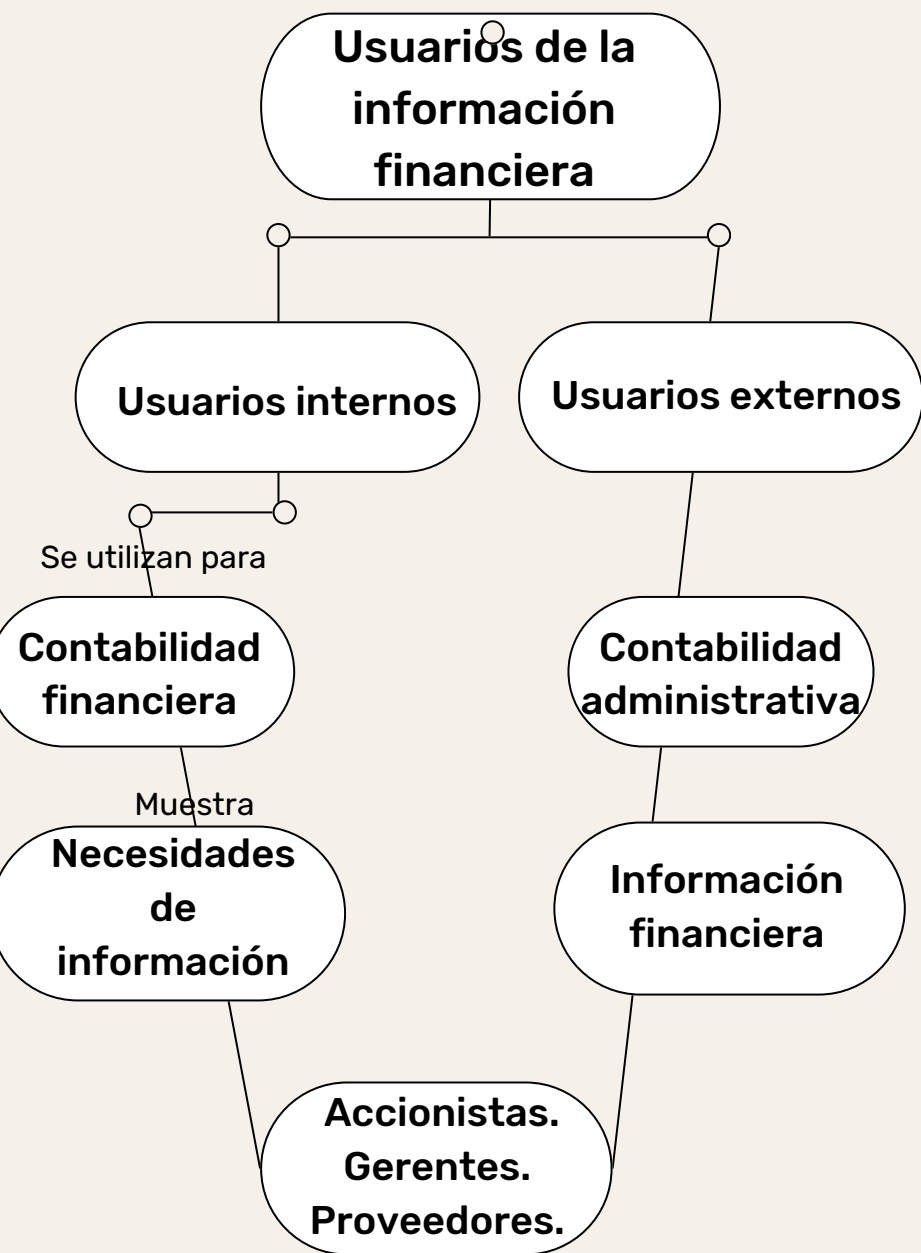 Usuarios de la
información
financiera
Usuarios internos
Usuarios externos
Se utilizan para
Contabilidad
financiera
Contabilidad
administrativa
Muestra
Necesidades
de
información
Información
financiera
Accionistas.
Gerentes.
Proveedores.